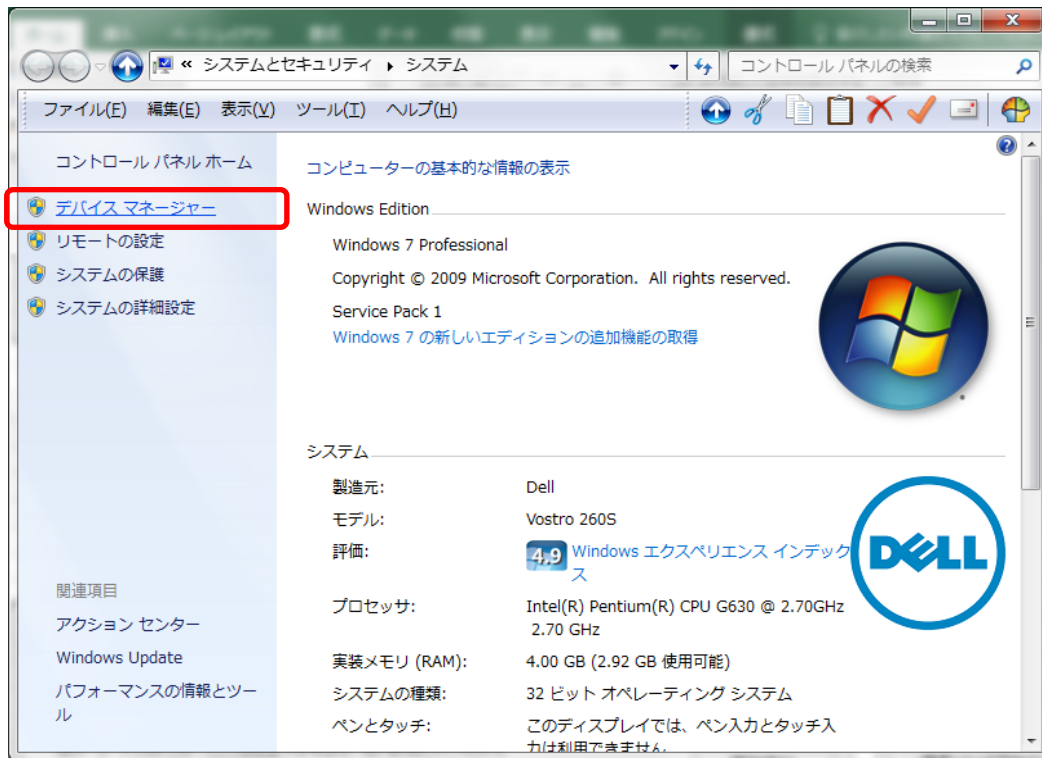 « システムとセキュリティ ▸ システム
コントロール パネルの検索
ファイル(F) 編集(E) 表示(V) ツール(T) ヘルプ(H)
コントロール パネル ホーム
デバイス マネージャー
リモートの設定
システムの保護
システムの詳細設定
コンピューターの基本的な情報の表示
Windows Edition
Windows 7 Professional
Copyright © 2009 Microsoft Corporation. All rights reserved.
Service Pack 1
Windows 7 の新しいエディションの追加機能の取得
システム
製造元: Dell
モデル: Vostro 260S
評価: 4,9 Windows エクスペリエンス インデック
ス
プロセッサ: Intel(R) Pentium(R) CPU G630 @ 2.70GHz
2.70 GHz
実装メモリ (RAM): 4.00 GB (2.92 GB 使用可能)
システムの種類: 32 ビット オペレーティング システム
ペンとタッチ: このディスプレイでは、ペン入力とタッチ入
力は利用できません
DELL
関連項目
アクション センター
Windows Update
パフォーマンスの情報とツー
ル